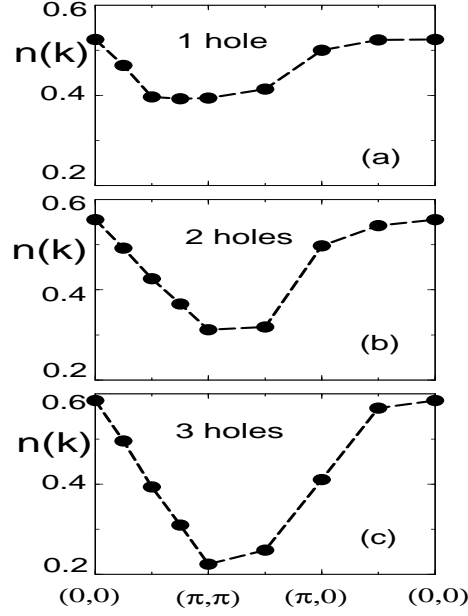 0.6
1 hole
n(k)
0.4
(a)
0.2
0.6
2 holes
n(k)
0.4
(b)
0.2
0.6
3 holes
n(k)
0.4
(c)
0.2
(0,0) (π,π) (π,0) (0,0)